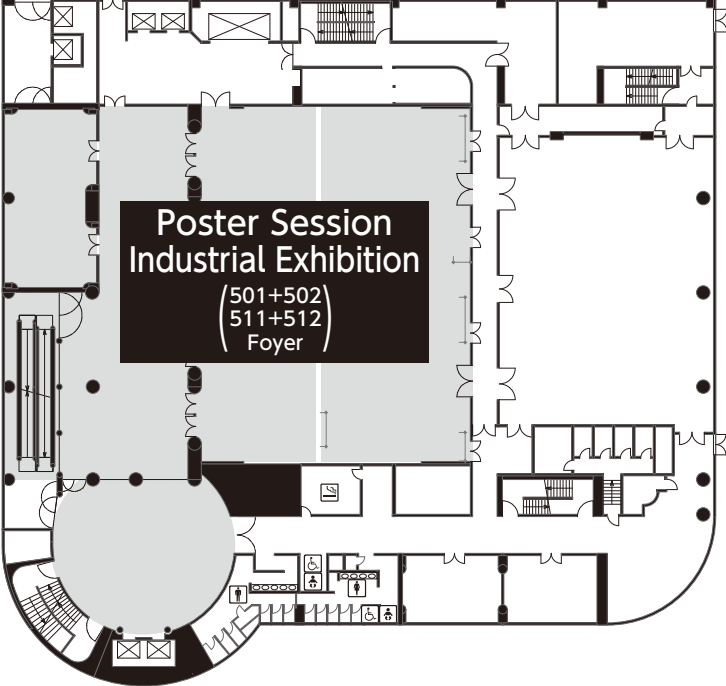 Poster Session
Industrial Exhibition
(501+502
511+512
Foyer)